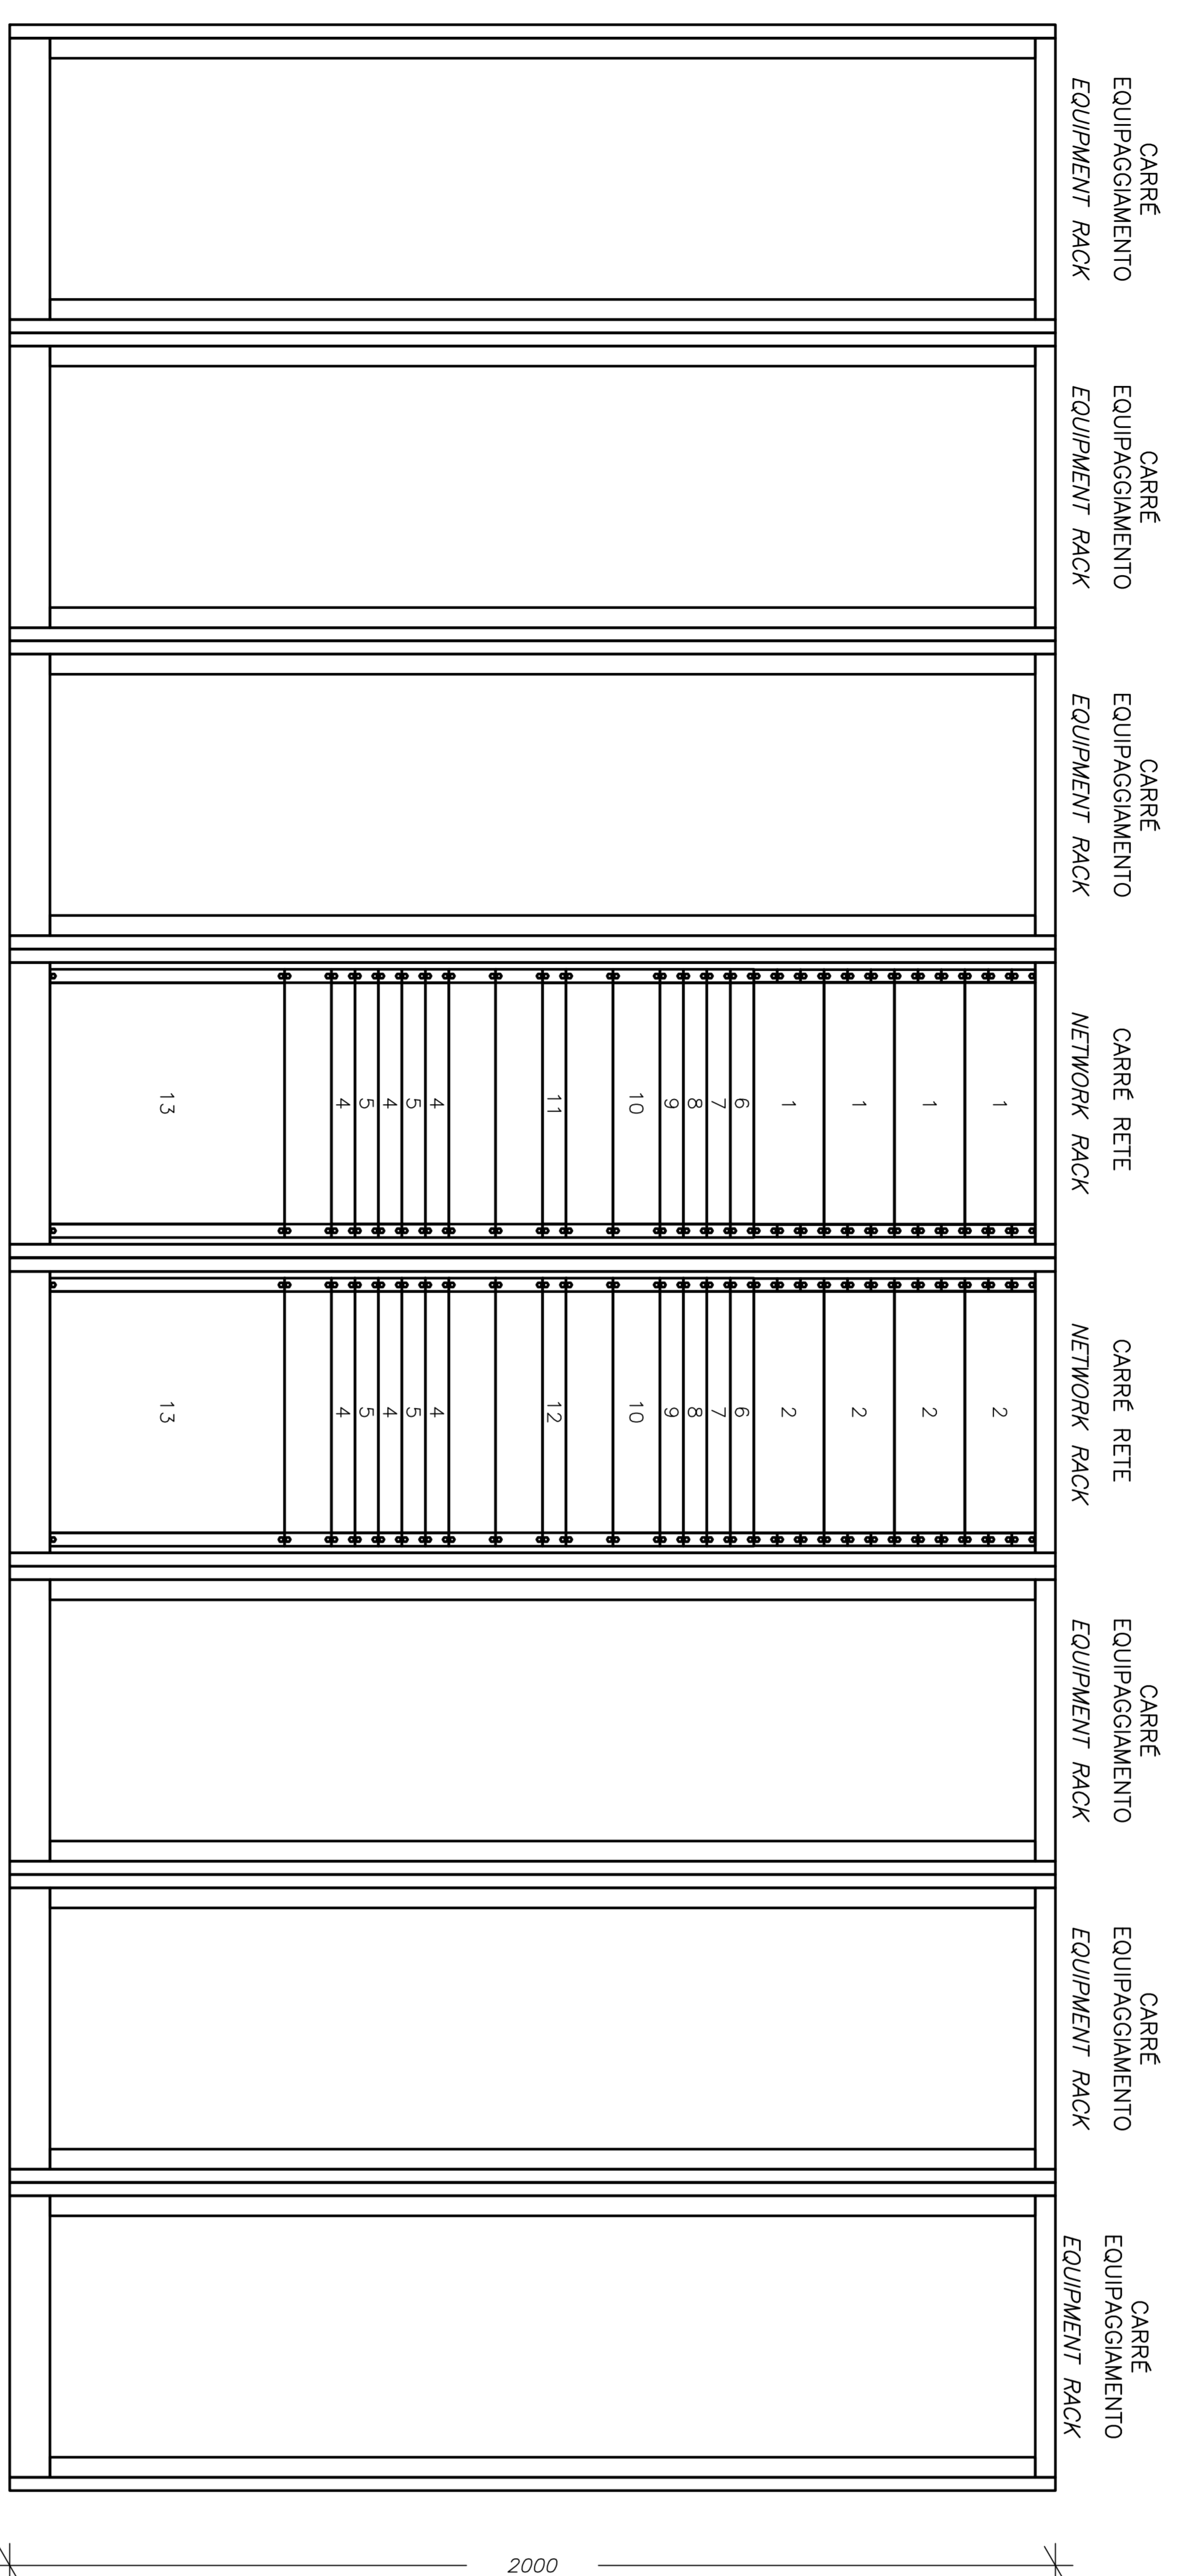 CARRÉ
EQUIPAGGIAMENTO
EQUIPMENT RACK
CARRÉ
EQUIPAGGIAMENTO
EQUIPMENT RACK
CARRÉ
EQUIPAGGIAMENTO
EQUIPMENT RACK
CARRÉ RETE
NETWORK RACK
1
1
1
1
6
7
8
9
10
11
4
5
4
5
4
13
CARRÉ RETE
NETWORK RACK
2
2
2
2
6
7
8
9
10
12
4
5
4
5
4
13
CARRÉ
EQUIPAGGIAMENTO
EQUIPMENT RACK
CARRÉ
EQUIPAGGIAMENTO
EQUIPMENT RACK
CARRÉ
EQUIPAGGIAMENTO
EQUIPMENT RACK
2000